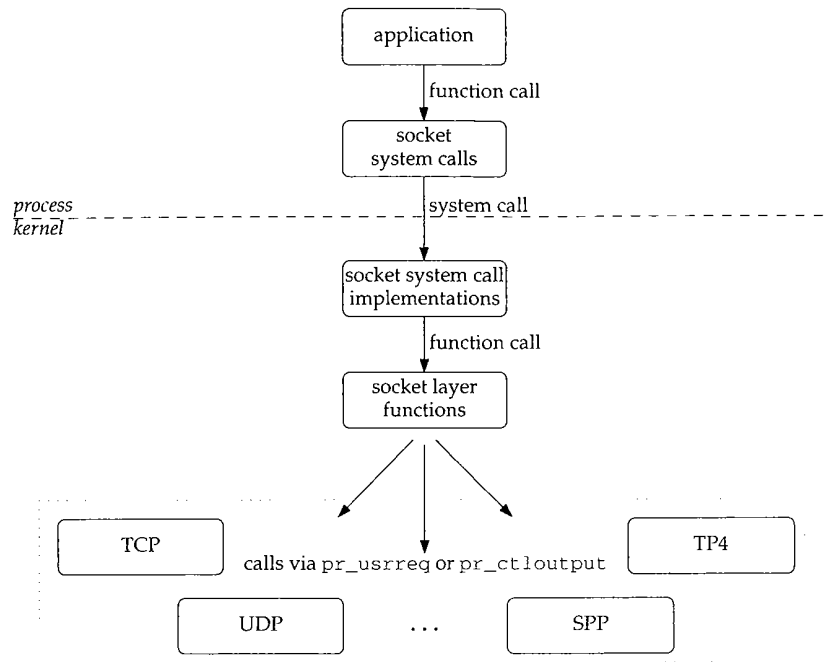 application
function call
socket
system calls
process
system call
kernel
socket system call
implementations
function call
socket layer
functions
TCP
TP4
calls via pr_usrreq or pr_ctloutput
UDP
...
SPP